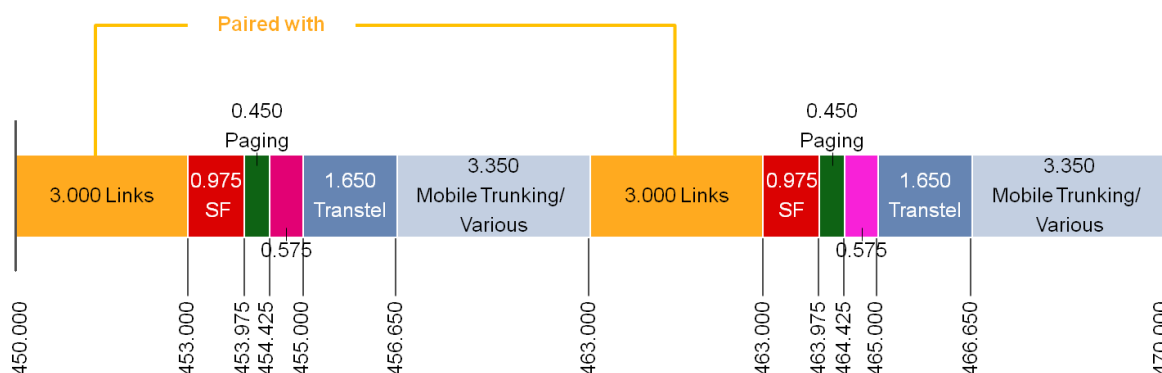 Paired with
0.450
Paging
0.450
Paging
3.000 Links
0.975
SF
1.650
Transtel
3.350
Mobile Trunking/
Various
3.000 Links
0.975
SF
1.650
Transtel
3.350
Mobile Trunking/
Various
0.575
0.575
450.000
453.000
453.975
454.425
455.000
456.650
463.000
463.000
463.975
464.425
465.000
466.650
470.000